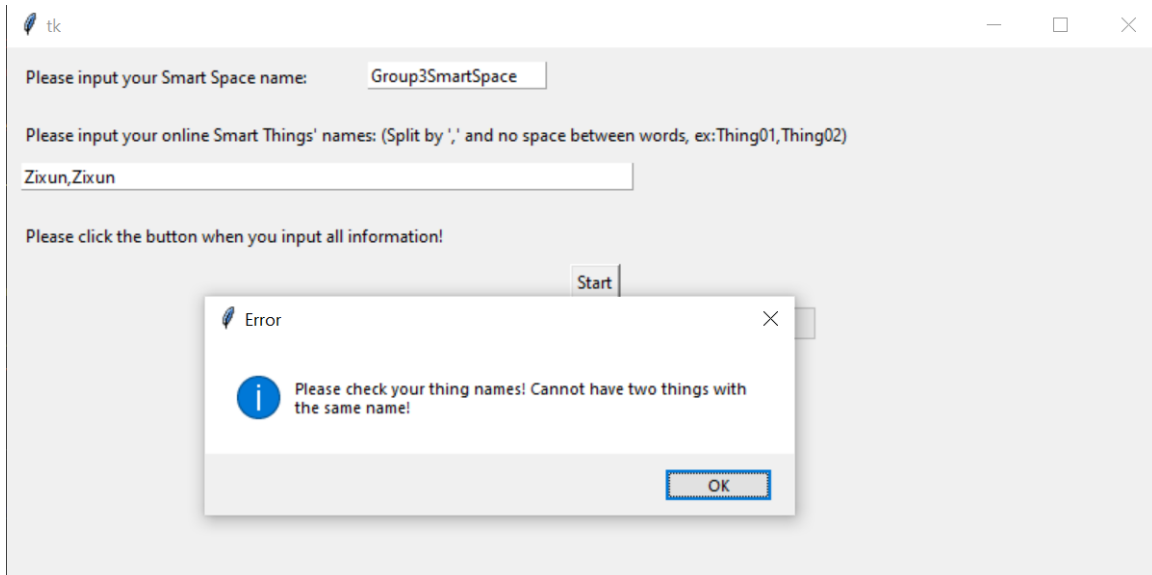 tk
Please input your Smart Space name:
Group3SmartSpace
Please input your online Smart Things' names: (Split by ',' and no space between words, ex:Thing01,Thing02)
Zixun,Zixun
Please click the button when you input all information!
Start
Error
Please check your thing names! Cannot have two things with
the same name!
OK